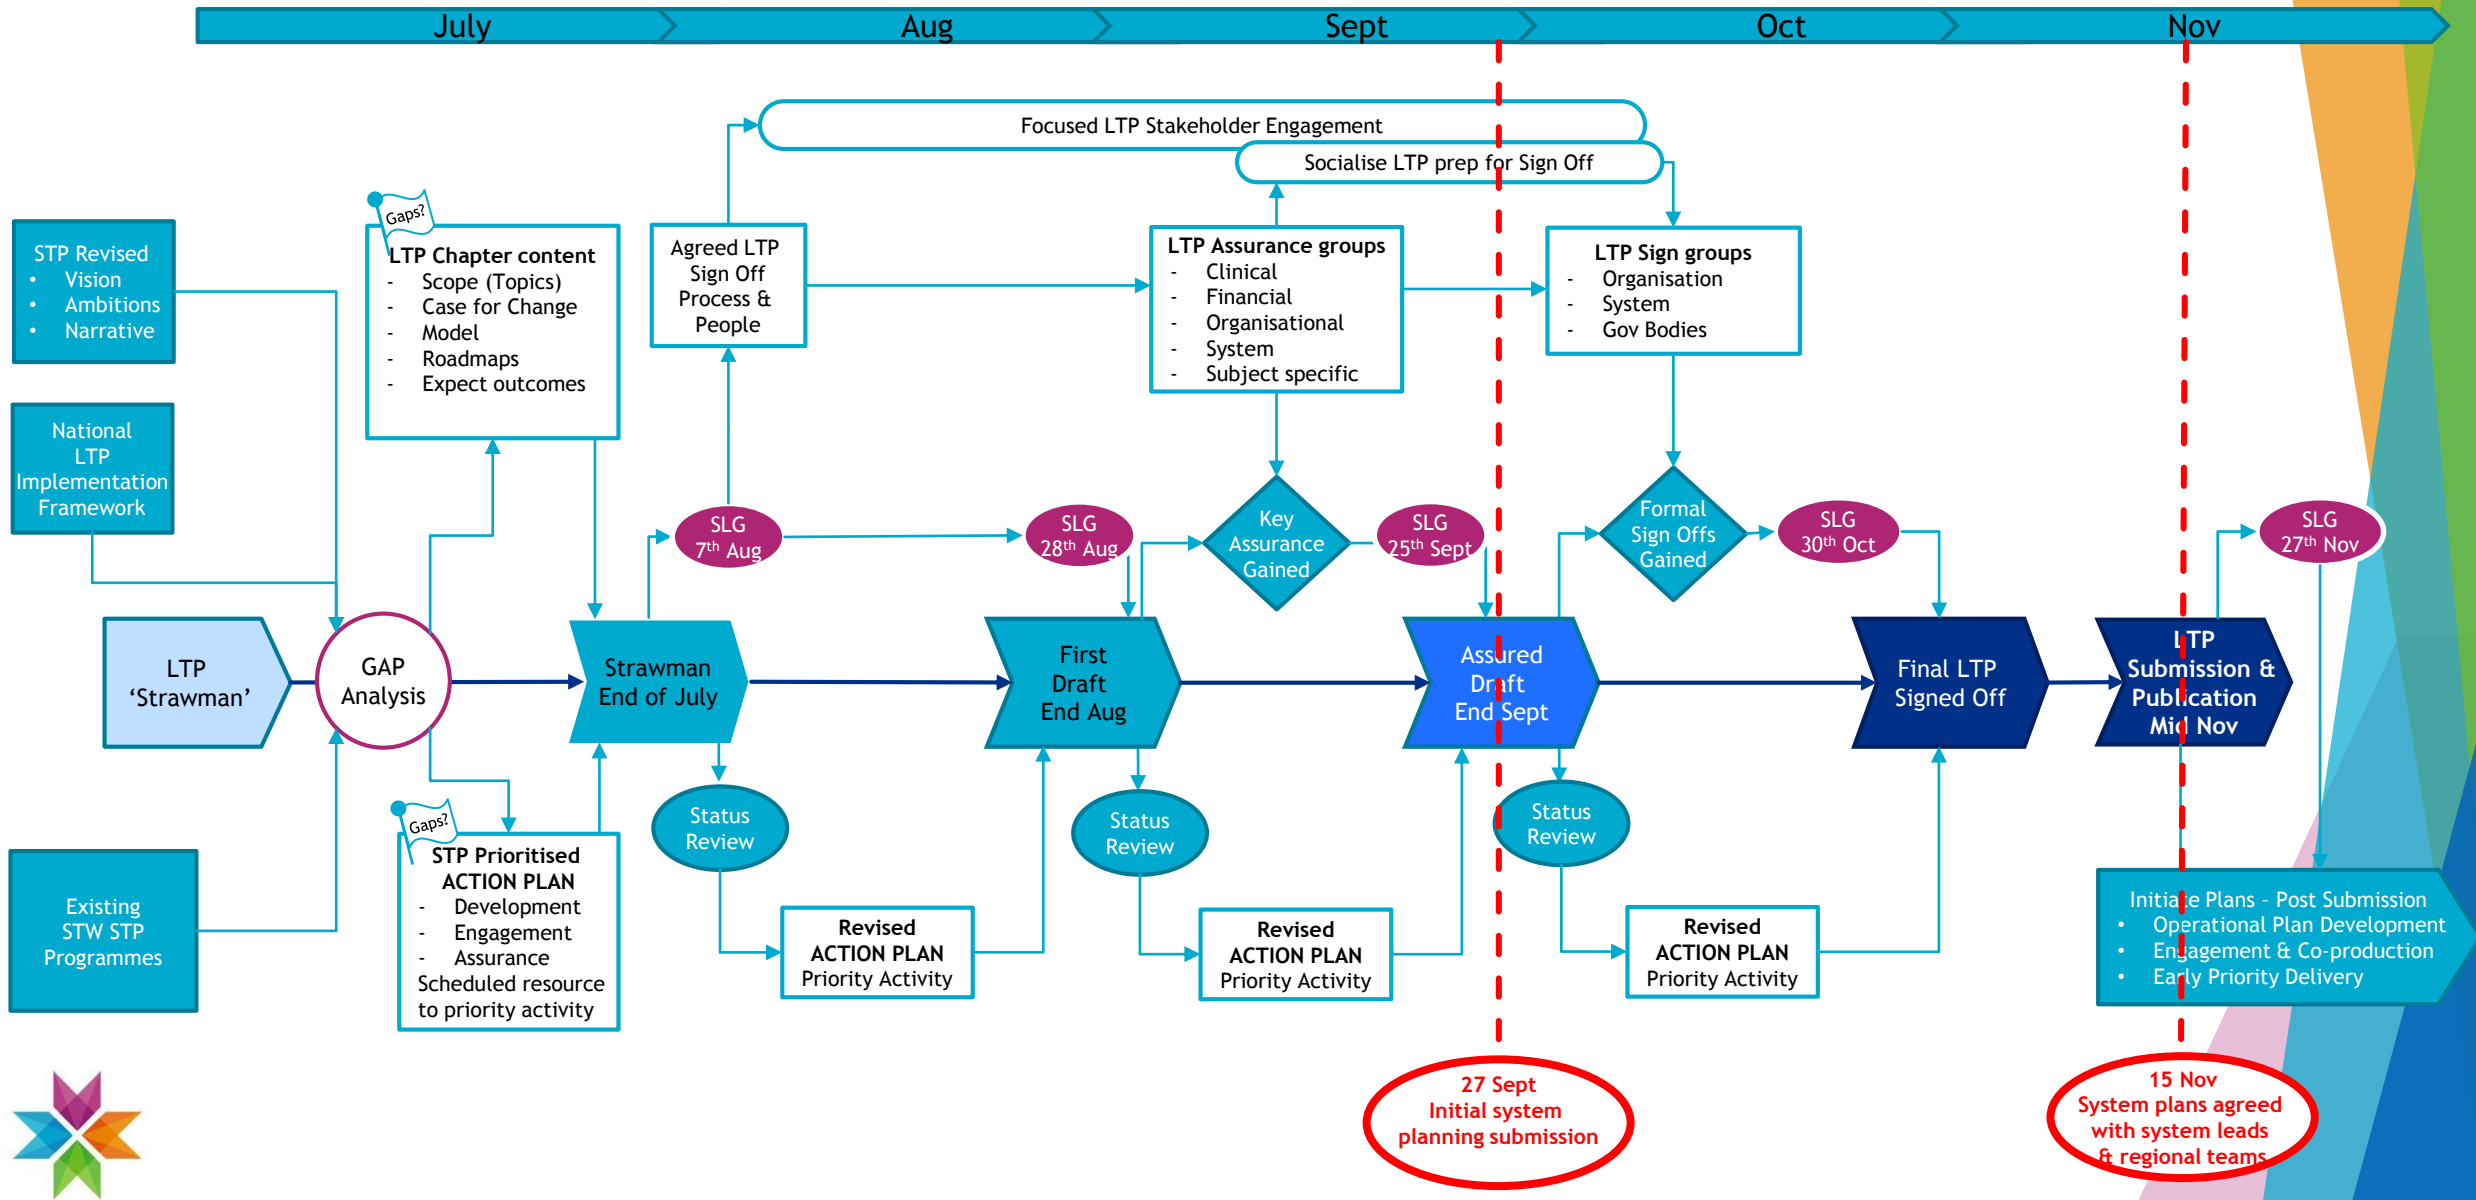 July
Aug
Sept
Oct
Nov
Focused LTP Stakeholder Engagement
Socialise LTP prep for Sign Off
STP Revised
• Vision
• Ambitions
• Narrative
National
LTP
Implementation
Framework
Existing
STW STP
Programmes
LTP
‘Strawman’
GAP
Analysis
Gaps?
LTP Chapter content
- Scope (Topics)
- Case for Change
- Model
- Roadmaps
- Expect outcomes
Gaps?
STP Prioritised
ACTION PLAN
- Development
- Engagement
- Assurance
Scheduled resource
to priority activity
Strawman
End of July
Agreed LTP
Sign Off
Process &
People
SLG
7th Aug
SLG
28th Aug
Status
Review
Revised
ACTION PLAN
Priority Activity
First
Draft
End Aug
LTP Assurance groups
- Clinical
- Financial
- Organisational
- System
- Subject specific
Key
Assurance
Gained
SLG
25th Sept
Status
Review
Revised
ACTION PLAN
Priority Activity
Assured
Draft
End Sept
LTP Sign groups
- Organisation
- System
- Gov Bodies
Formal
Sign Offs
Gained
SLG
30th Oct
Status
Review
Revised
ACTION PLAN
Priority Activity
Final LTP
Signed Off
LTP
Submission &
Publication
Mid Nov
SLG
27th Nov
Initiate Plans - Post Submission
• Operational Plan Development
• Engagement & Co-production
• Early Priority Delivery
27 Sept
Initial system
planning submission
15 Nov
System plans agreed
with system leads
& regional teams